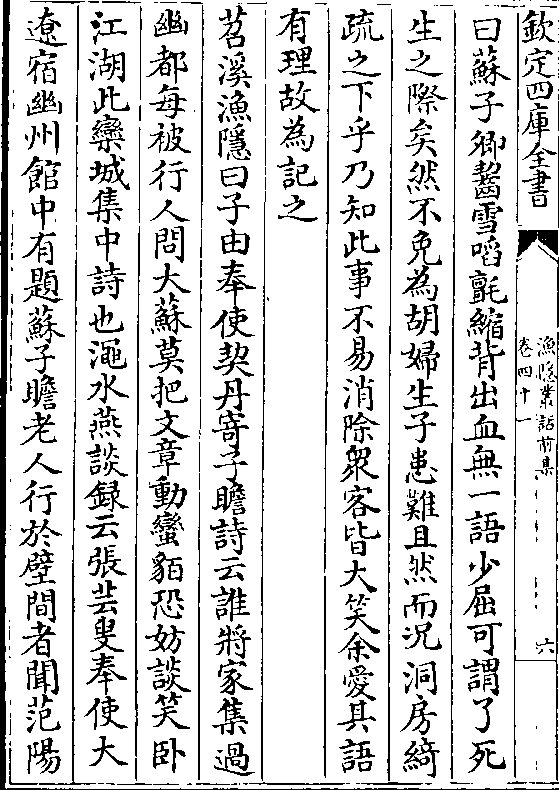 欽定四庫全書
漁隱叢話前集
卷四十一
六
曰蘇子卿齧雪啗氈縮背出血無一語少屈可謂了死
生之際矣然不免為胡婦生子患難且然而況洞房綺
疏之下乎乃知此事不易消除衆客皆大笑余愛其語
有理故為記之
苕溪漁隱曰子由奉使契丹寄子瞻詩云誰將家集過
幽都每被行人問大蘇莫把文章動蠻貊恐妨談笑卧
江湖此欒城集中詩也澠水燕談録云張芸叟奉使大
遼宿幽州館中有題蘇子瞻老人行於壁間者聞范陽